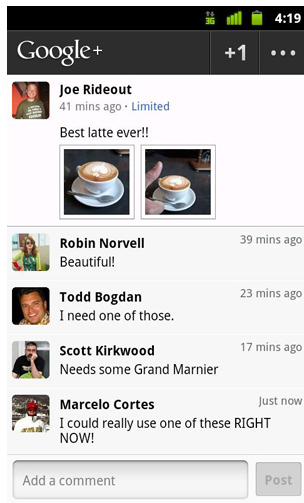 3G 4:19
Google+ +1 •••
Joe Rideout
41 mins ago · Limited
Best latte ever!!
Robin Norvell 39 mins ago
Beautiful!
Todd Bogdan 23 mins ago
I need one of those.
Scott Kirkwood 17 mins ago
Needs some Grand Marnier
Marcelo Cortes Just now
I could really use one of these RIGHT
NOW!
Add a comment Post